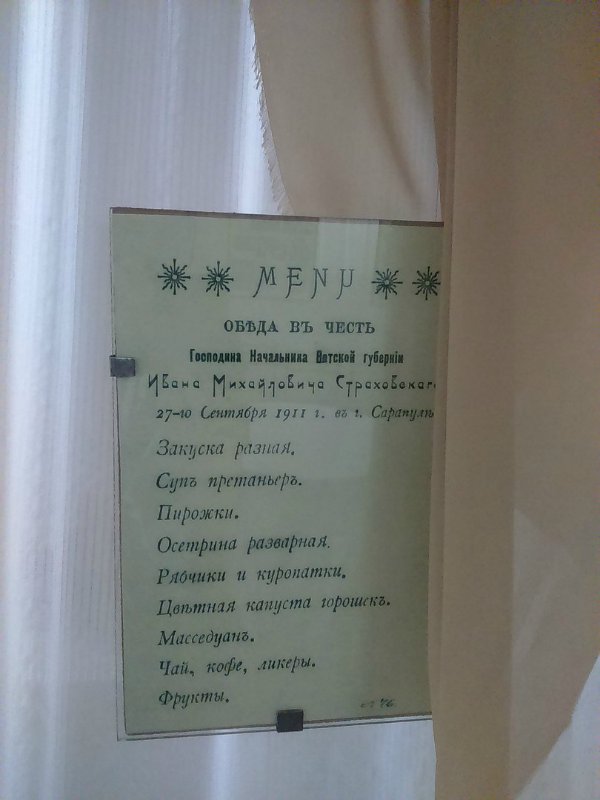 MENU
ОБѢДА ВЪ ЧЕСТЬ
Господина Начальника Вятской губерніи
Ивана Михайловича Страховскаго
27-го Сентября 1911 г. въ г. Сарапулѣ
Закуска разная.
Супъ претаньеръ.
Пирожки.
Осетрина разварная.
Рябчики и куропатки.
Цвѣтная капуста горошекъ.
Масседуанъ.
Чай, кофе, ликеры.
Фрукты.